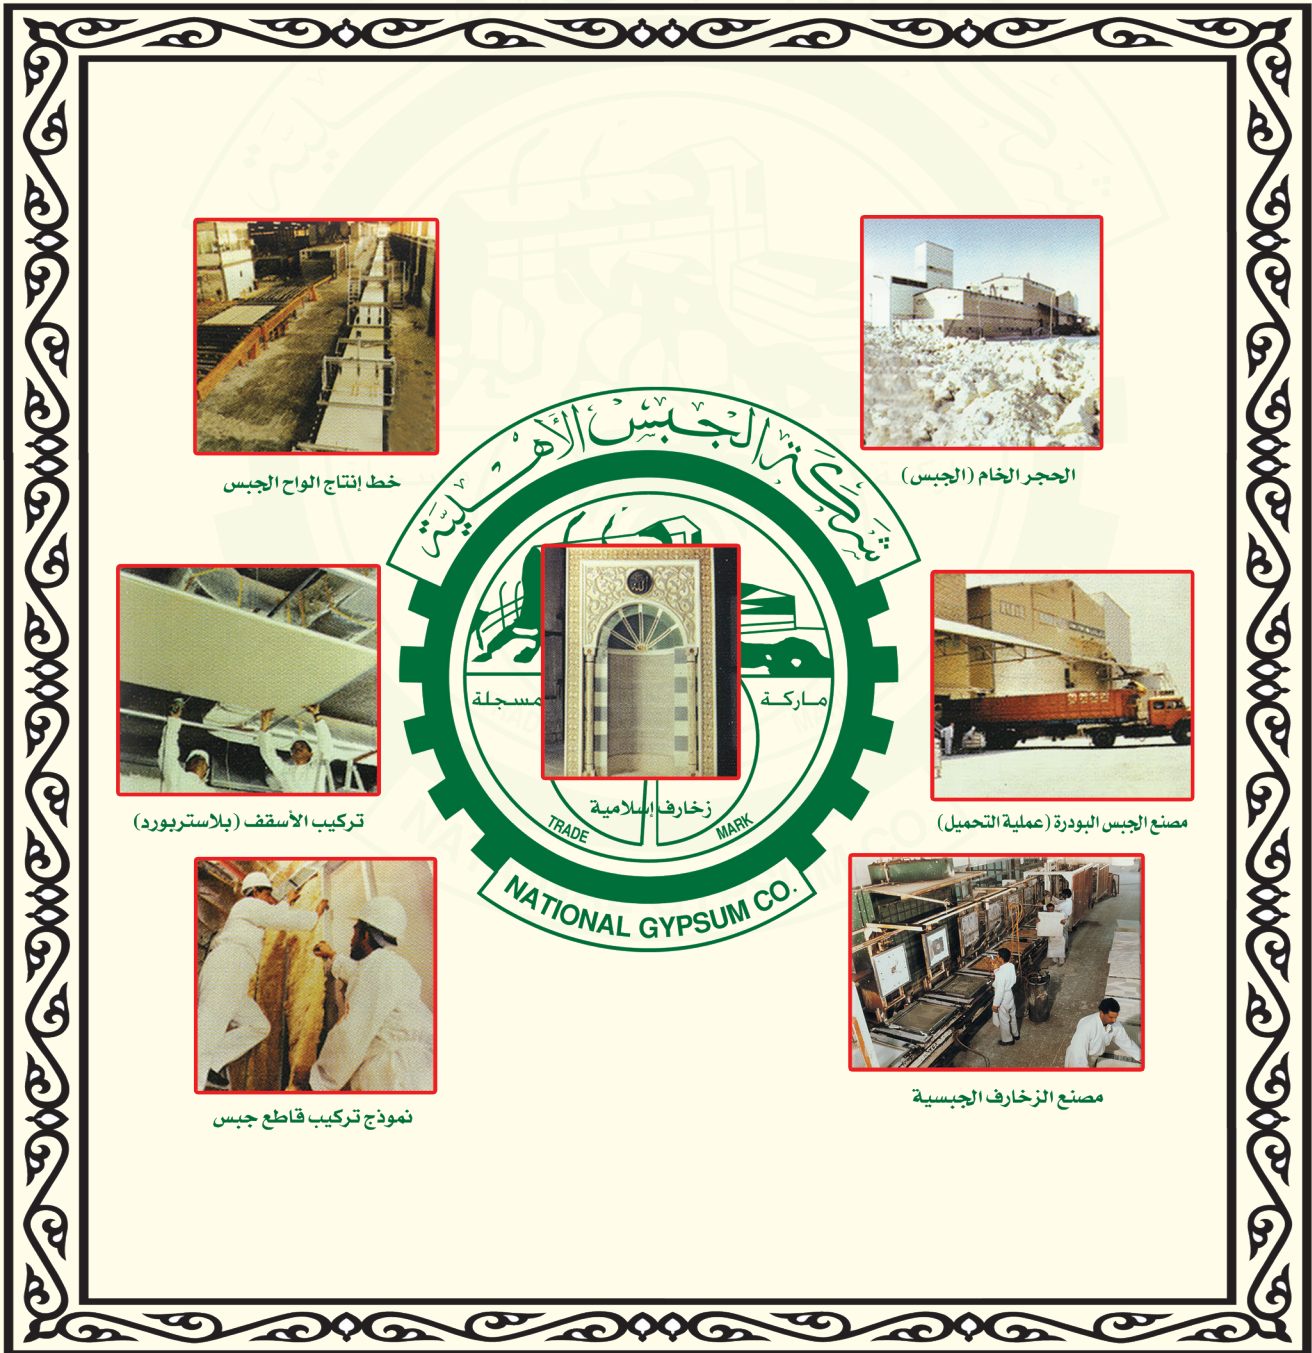 الحجر الخام (الجبس)
خط إنتاج الواح الجبس
شركة الجبس الأهلية
ماركة
مسجلة
زخارف إسلامية
TRADE
MARK
NATIONAL GYPSUM CO.
مصنع الجبس البودرة (عملية التحميل)
تركيب الأسقف (بلاستربورد)
مصنع الزخارف الجبسية
نموذج تركيب قاطع جبس